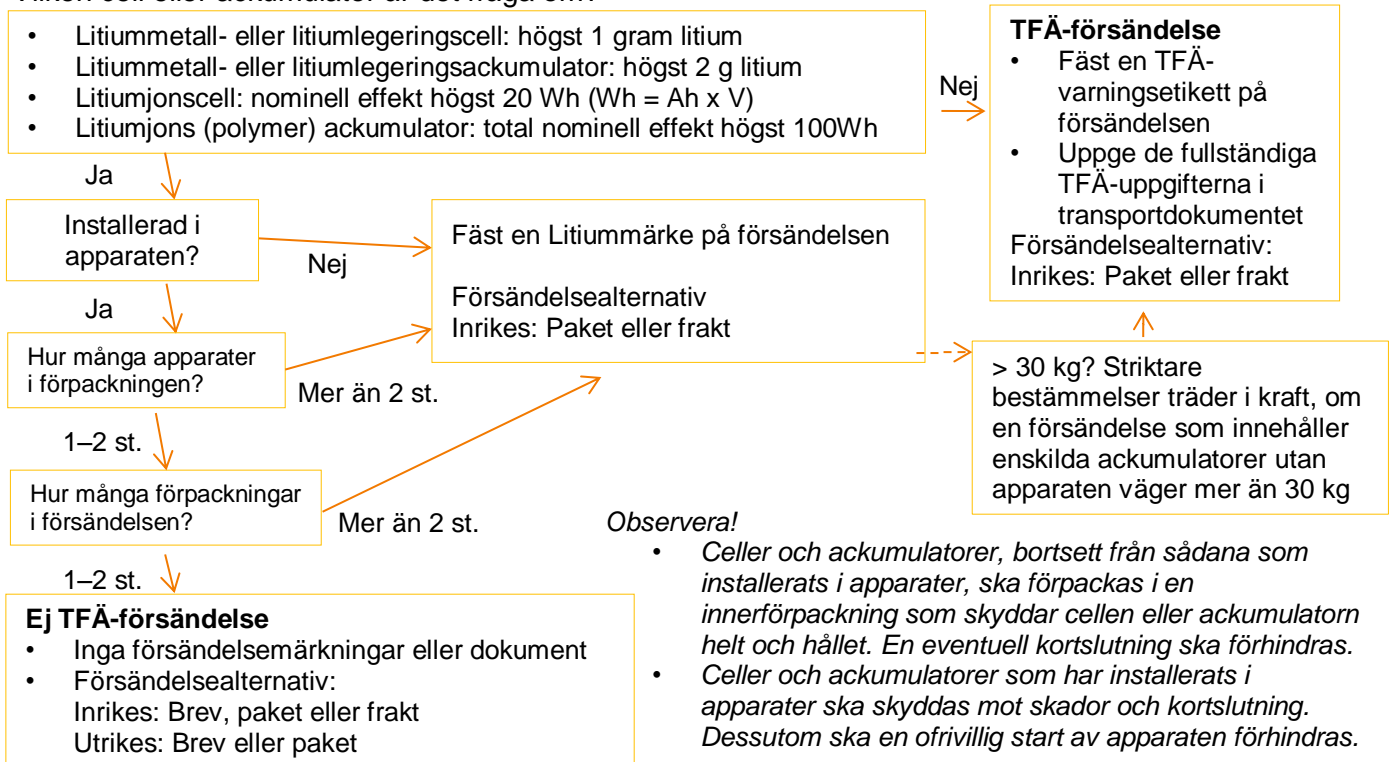 • Litiummetall- eller litiumlegeringscell: högst 1 gram litium
• Litiummetall- eller litiumlegeringsackumulator: högst 2 g litium
• Litiumjonscell: nominell effekt högst 20 Wh (Wh = Ah x V)
• Litiumjons (polymer) ackumulator: total nominell effekt högst 100Wh
Nej
TFÄ-försändelse
• Fäst en TFÄ-
varningsetikett på
försändelsen
• Uppge de fullständiga
TFÄ-uppgifterna i
transportdokumentet
Försändelsealternativ:
Inrikes: Paket eller frakt
Ja
Installerad i
apparaten?
Nej
Fäst en Litiummärke på försändelsen
Försändelsealternativ
Inrikes: Paket eller frakt
Ja
Hur många apparater
i förpackningen?
Mer än 2 st.
> 30 kg? Striktare
bestämmelser träder i kraft, om
en försändelse som innehåller
enskilda ackumulatorer utan
apparaten väger mer än 30 kg
1–2 st.
Hur många förpackningar
i försändelsen?
Mer än 2 st.
1–2 st.
Ej TFÄ-försändelse
• Inga försändelsemärkningar eller dokument
• Försändelsealternativ:
Inrikes: Brev, paket eller frakt
Utrikes: Brev eller paket
Observera!
• Celler och ackumulatorer, bortsett från sådana som
installerats i apparater, ska förpackas i en
innerförpackning som skyddar cellen eller ackumulatorn
helt och hållet. En eventuell kortslutning ska förhindras.
• Celler och ackumulatorer som har installerats i
apparater ska skyddas mot skador och kortslutning.
Dessutom ska en ofrivillig start av apparaten förhindras.